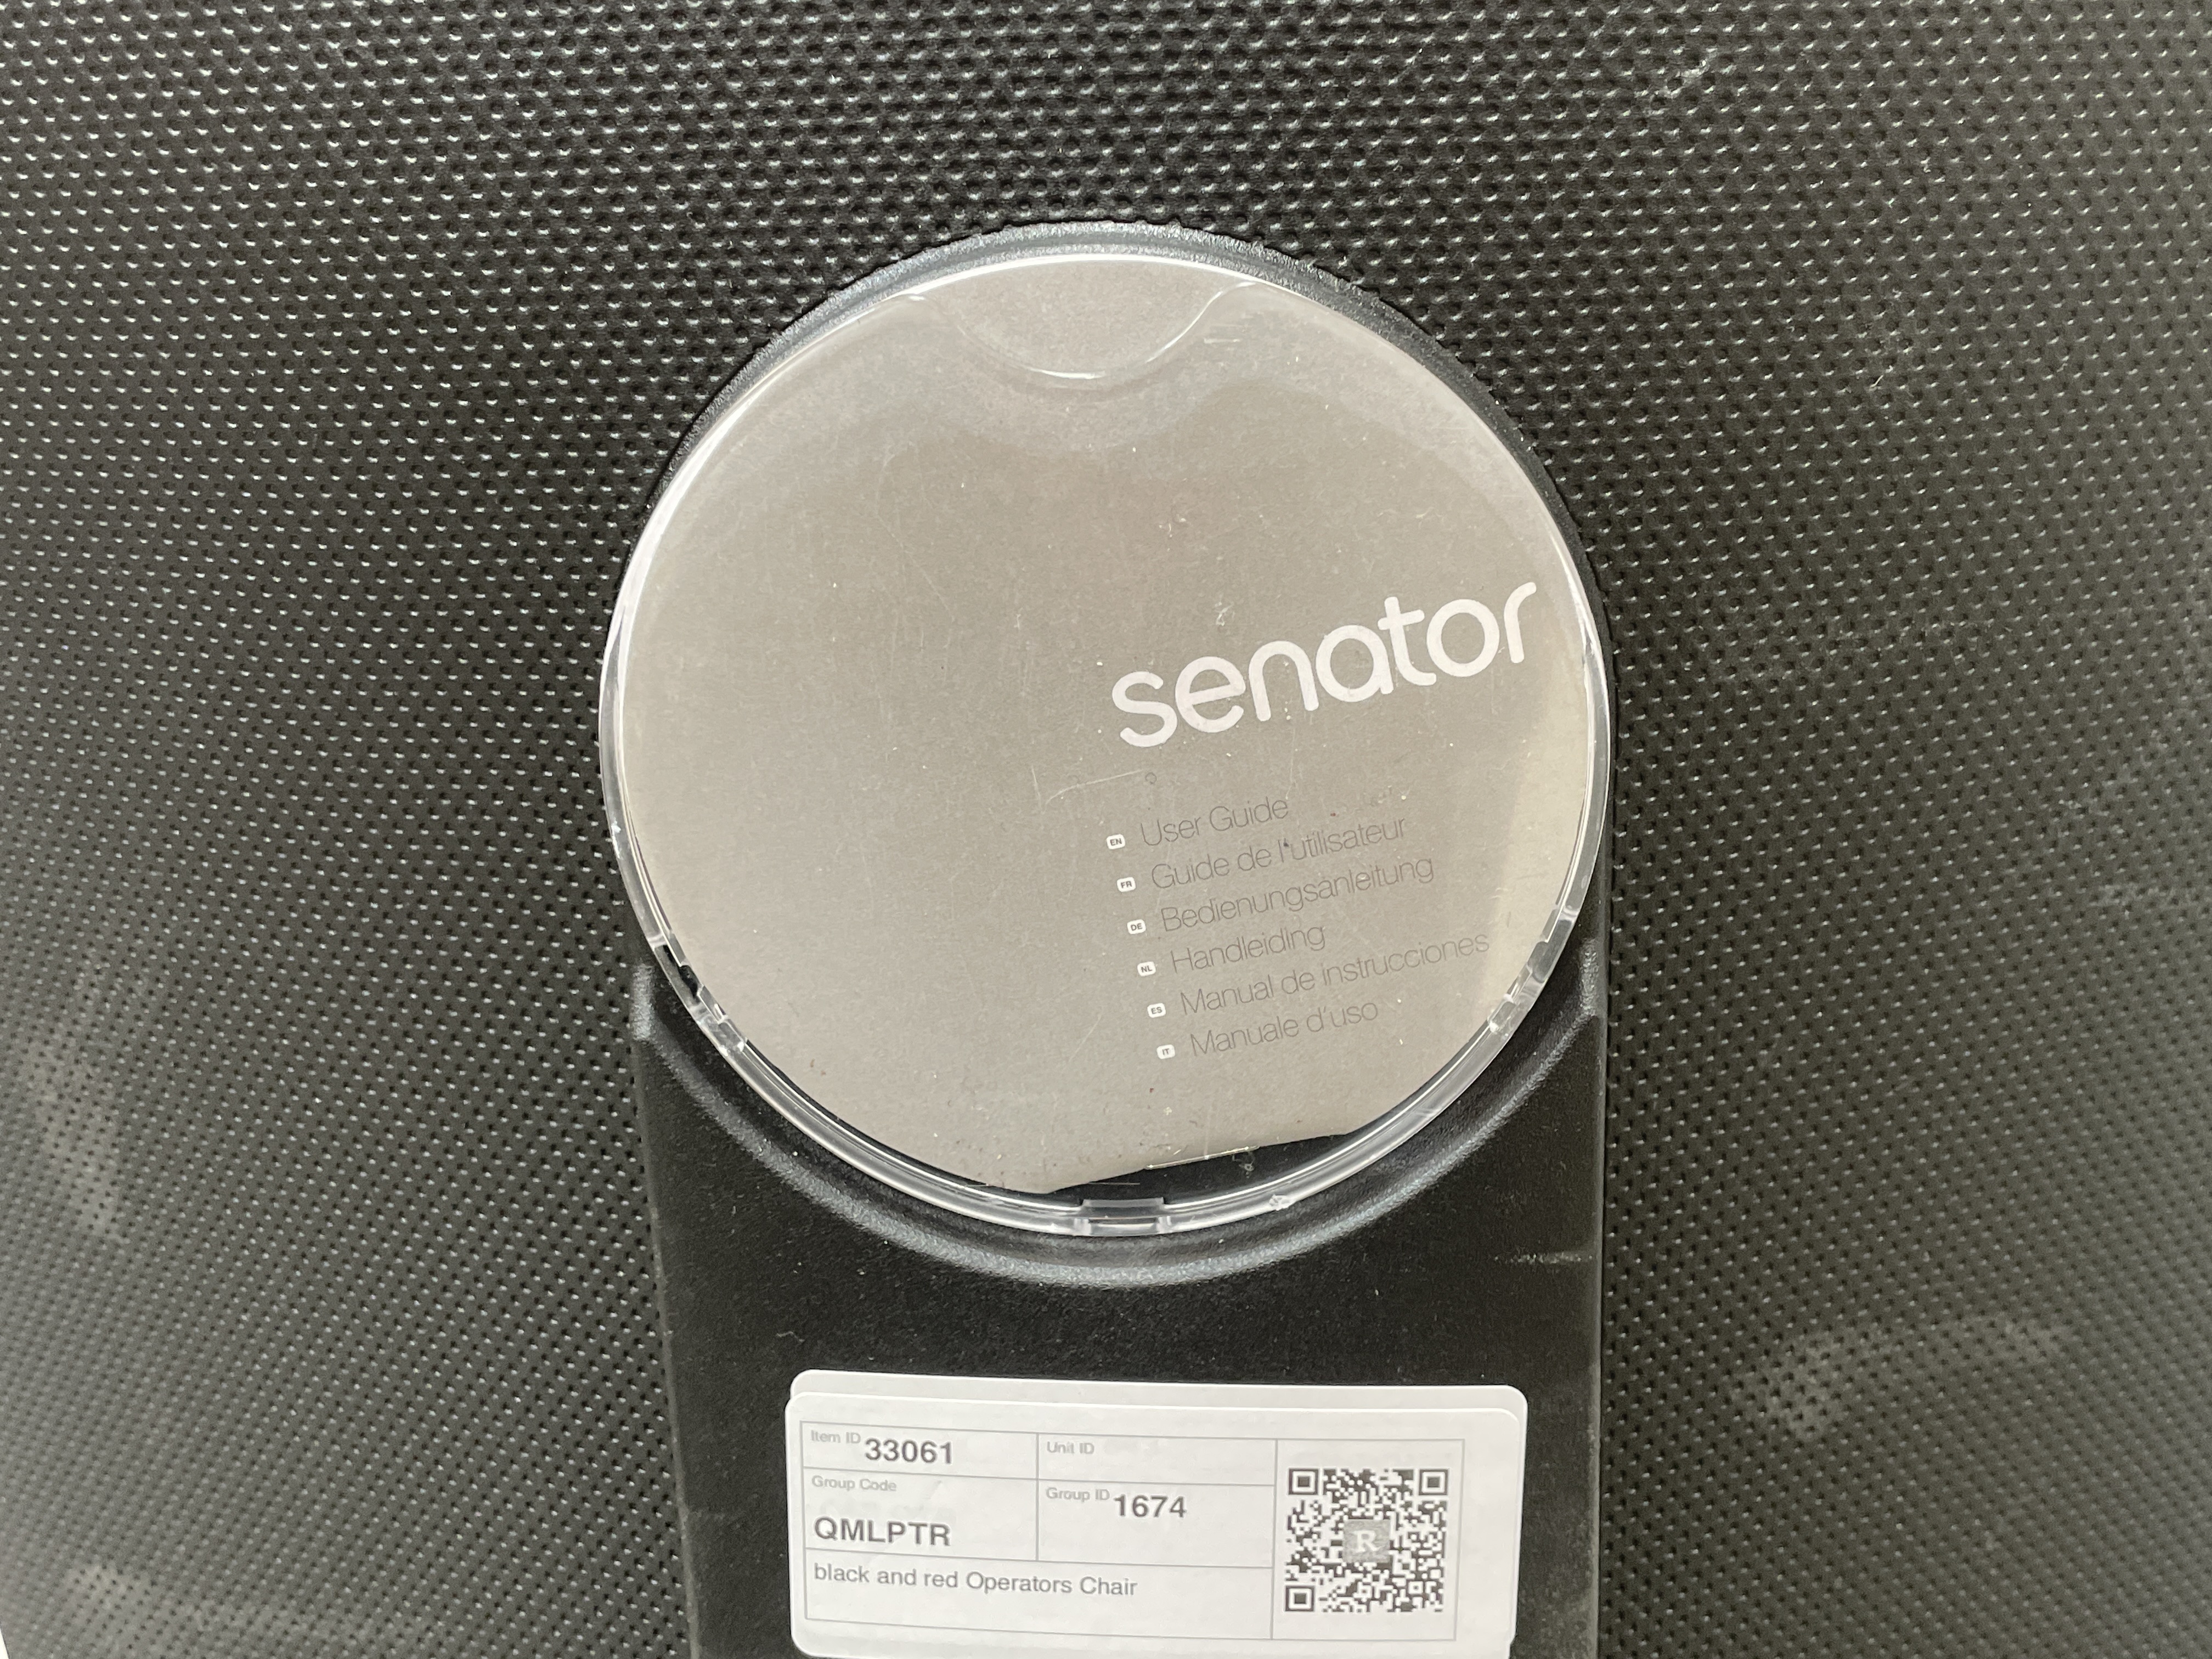 senator
EN User Guide
FR Guide de l'utilisateur
DE Bedienungsanleitung
NL Handleiding
ES Manual de instrucciones
IT Manuale d'uso
Item ID 33061
Unit ID
Group Code
QMLPTR
Group ID 1674
black and red Operators Chair
R